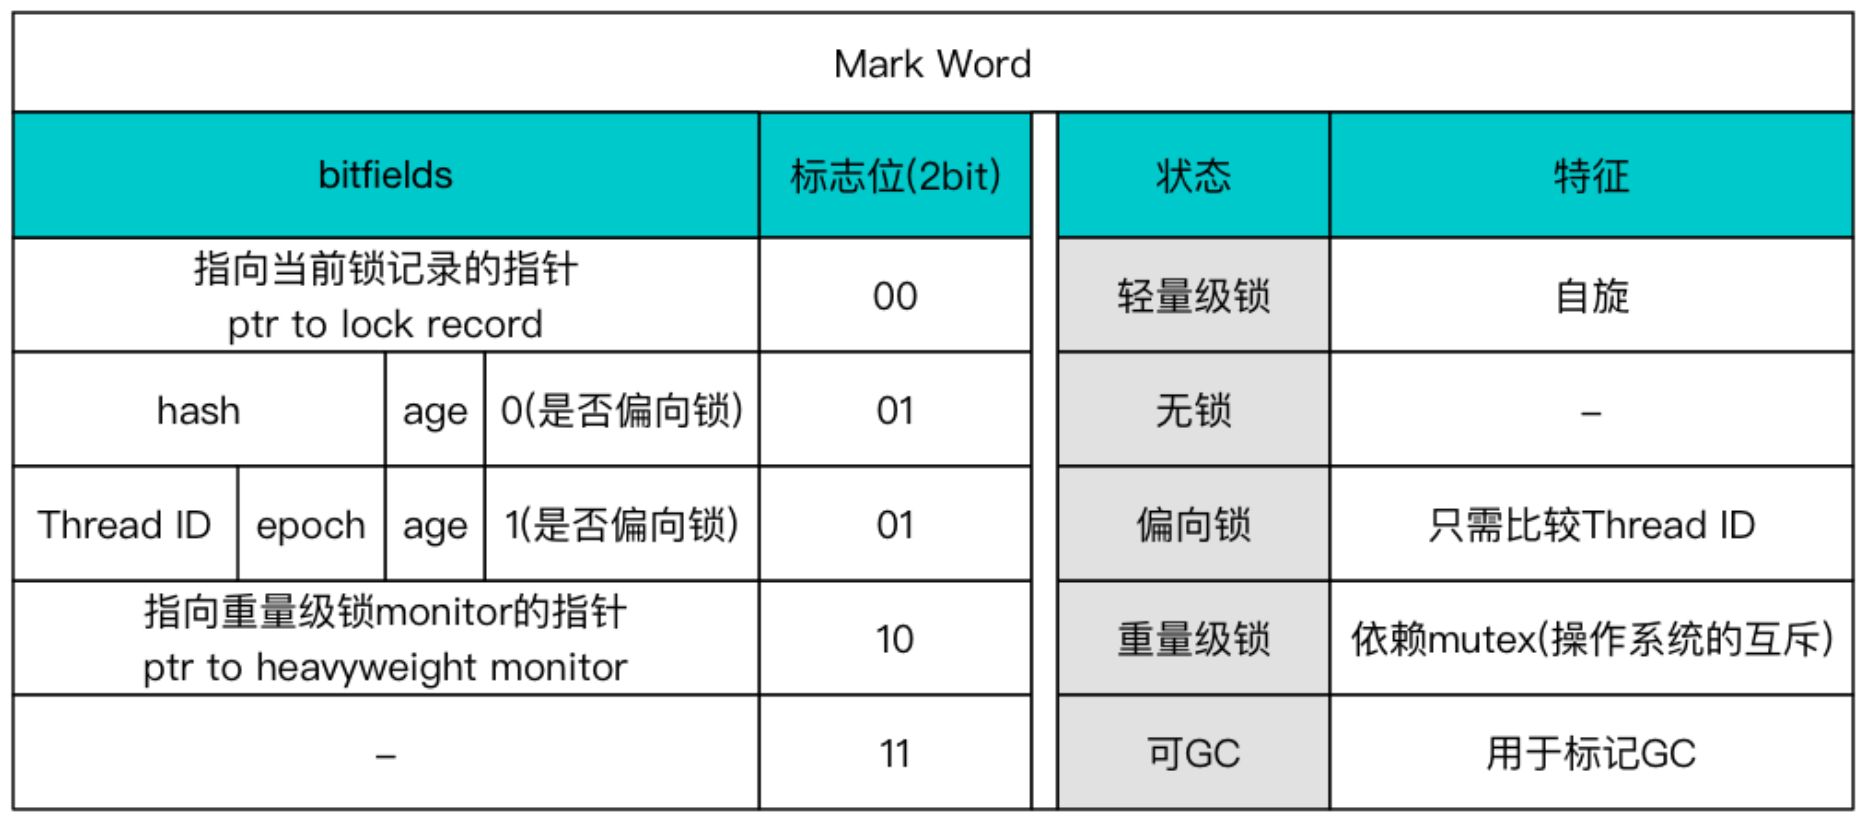 Mark Word
bitfields 标志位(2bit) 状态 特征
指向当前锁记录的指针
ptr to lock record
00 轻量级锁 自旋
hash age 0(是否偏向锁) 01 无锁 –
Thread ID epoch age 1(是否偏向锁) 01 偏向锁 只需比较Thread ID
指向重量级锁monitor的指针
ptr to heavyweight monitor
10 重量级锁 依赖mutex(操作系统的互斥)
– 11 可GC 用于标记GC